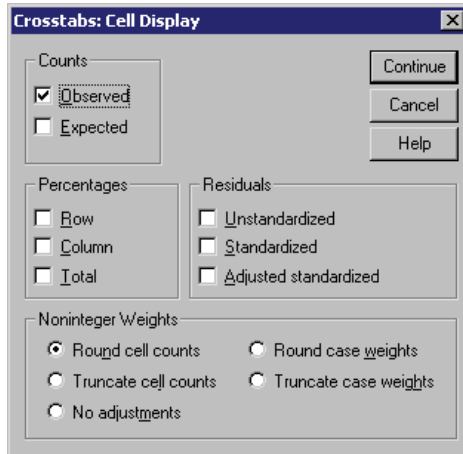 Crosstabs: Cell Display
Counts
Observed
Expected
Continue
Cancel
Help
Percentages
Row
Column
Total
Residuals
Unstandardized
Standardized
Adjusted standardized
Noninteger Weights
Round cell counts
Round case weights
Truncate cell counts
Truncate case weights
No adjustments